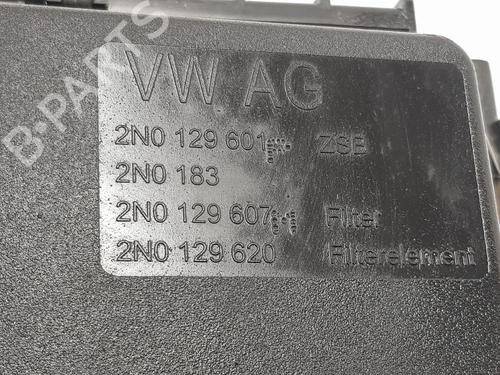 B-PARTS
VW AG
2N0 129 601 ZSB
2N0 183
2N0 129 607 Filter
2N0 129 620 Filterelement